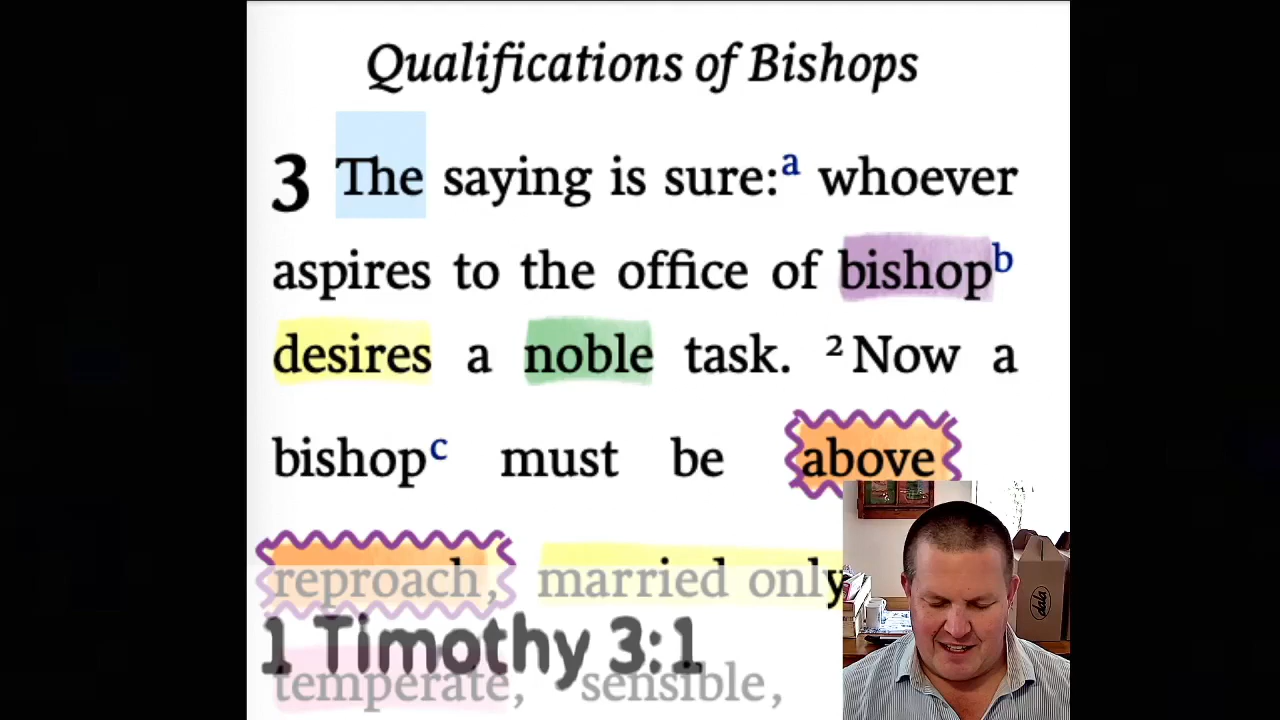 Qualifications of Bishops
3 The saying is sure:a whoever
aspires to the office of bishopb
desires a noble task. 2 Now a
bishopc must be above
reproach, married only
1 Timothy 3:1
temperate, sensible,
dala